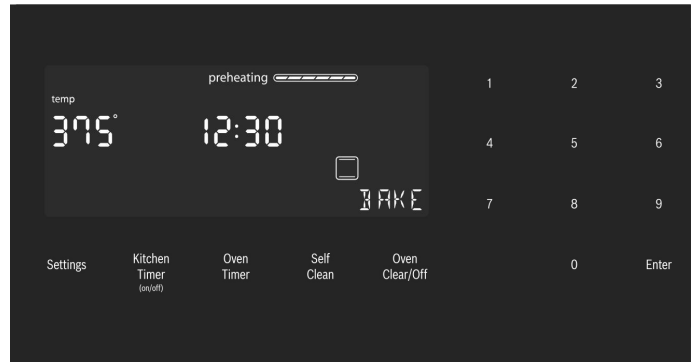 preheating
temp
375°
12:30
BAKE
1 2 3
4 5 6
7 8 9
0 Enter
Settings
Kitchen
Timer
(on/off)
Oven
Timer
Self
Clean
Oven
Clear/Off